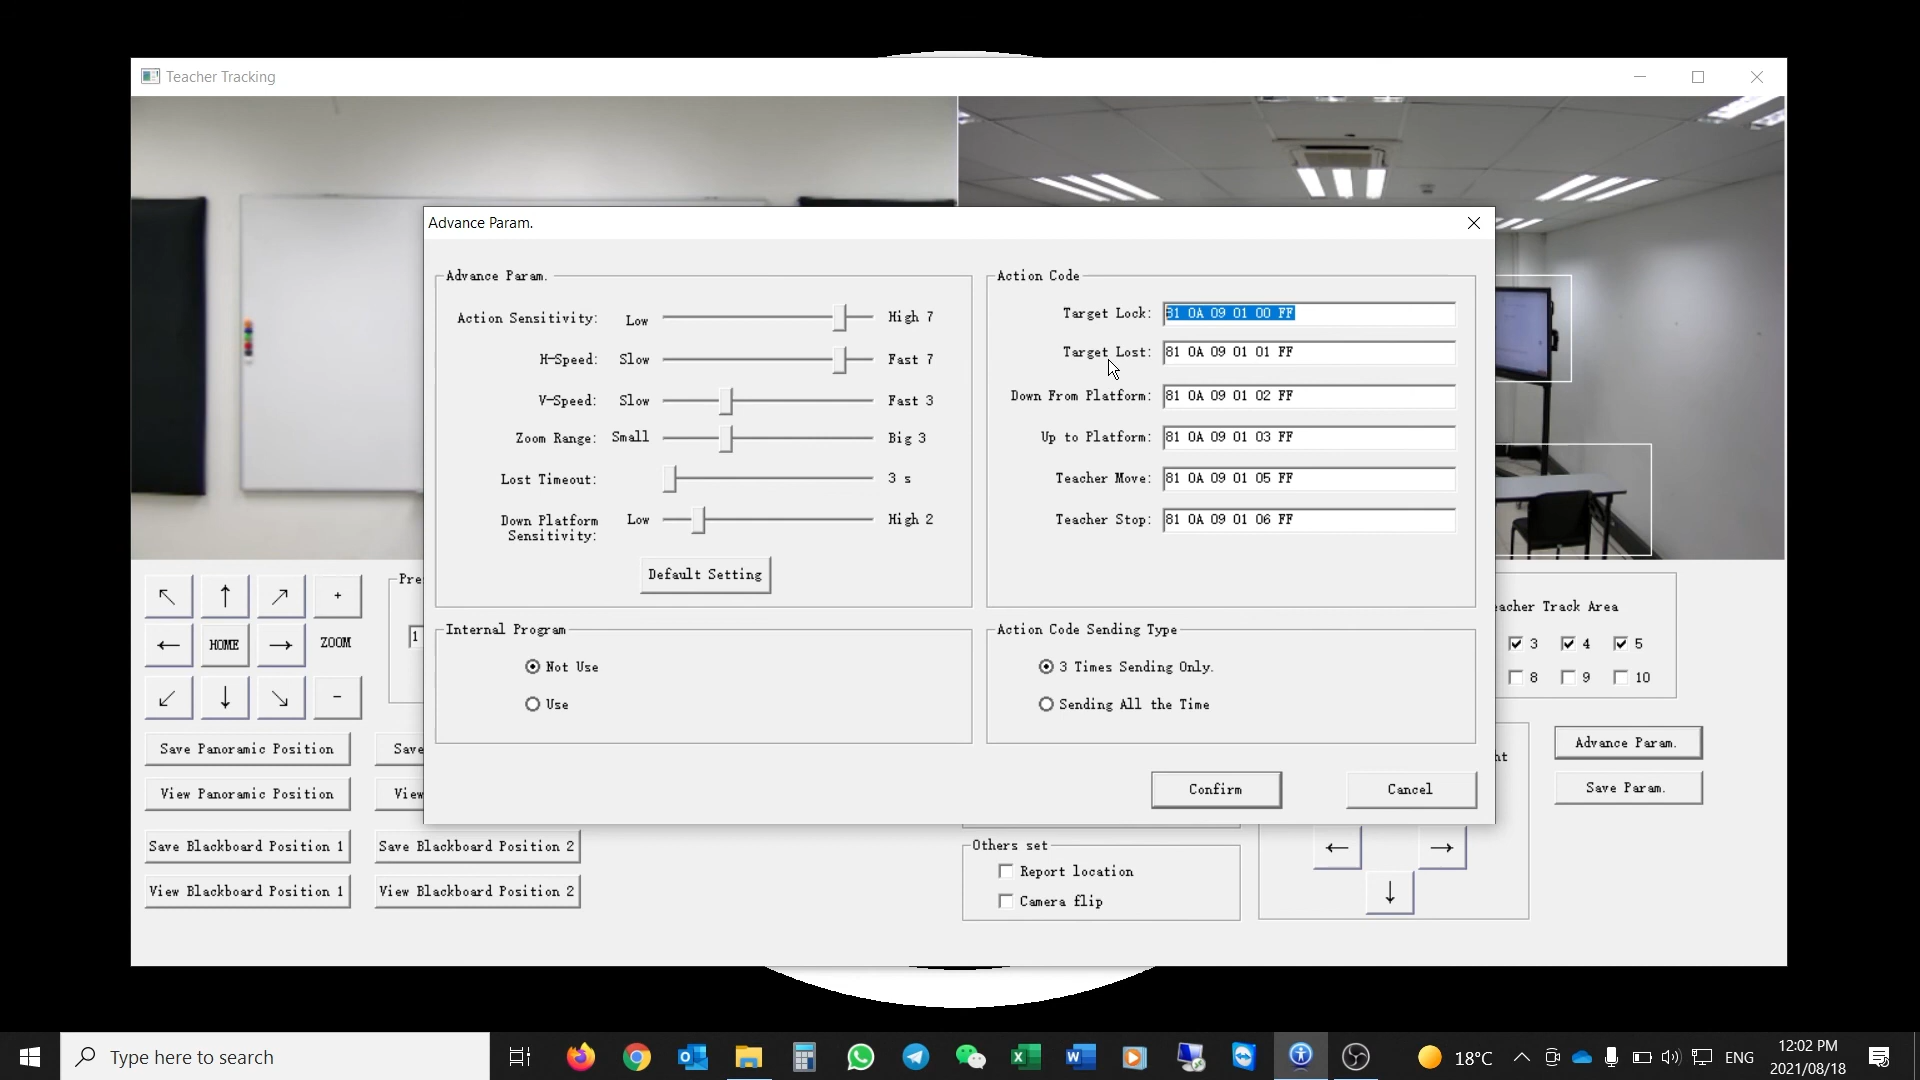 Teacher Tracking
Advance Param.
Advance Param.
Action Sensitivity: Low High 7
H-Speed: Slow Fast 7
V-Speed: Slow Fast 3
Zoom Range: Small Big 3
Lost Timeout: 3 s
Down Platform Low High 2
Sensitivity:
Default Setting
Action Code
Target Lock: 81 0A 09 01 00 FF
Target Lost: 81 0A 09 01 01 FF
Down From Platform: 81 0A 09 01 02 FF
Up to Platform: 81 0A 09 01 03 FF
Teacher Move: 81 0A 09 01 05 FF
Teacher Stop: 81 0A 09 01 06 FF
Internal Program
Not Use
Use
Action Code Sending Type
3 Times Sending Only.
Sending All the Time
Confirm Cancel
+
HOME ZOOM
-
Pre
1
Save Panoramic Position Save
View Panoramic Position View
Save Blackboard Position 1 Save Blackboard Position 2
View Blackboard Position 1 View Blackboard Position 2
Others set
Report location
Camera flip
acher Track Area
3 4 5
8 9 10
ht
Advance Param.
Save Param.
Type here to search
18°C ENG
12:02 PM
2021/08/18